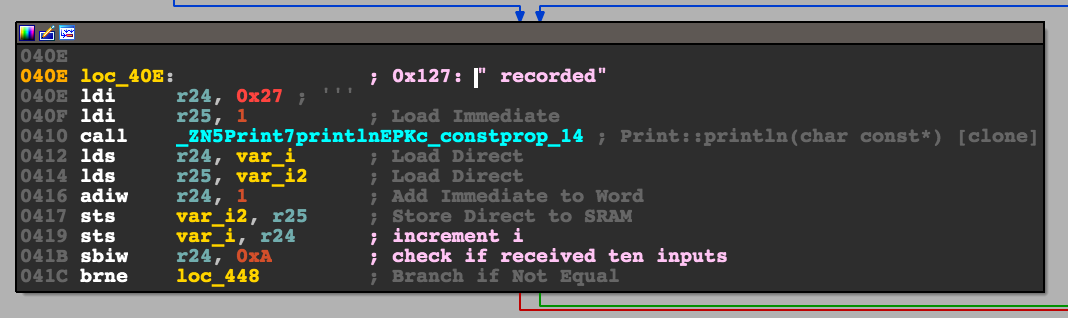 040E
040E loc_40E: ; 0x127: " recorded"
040E ldi r24, 0x27 ; '''
040F ldi r25, 1 ; Load Immediate
0410 call _ZN5Print7printlnEPKc_constprop_14 ; Print::println(char const*) [clone]
0412 lds r24, var_i ; Load Direct
0414 lds r25, var_i2 ; Load Direct
0416 adiw r24, 1 ; Add Immediate to Word
0417 sts var_i2, r25 ; Store Direct to SRAM
0419 sts var_i, r24 ; increment i
041B sbiw r24, 0xA ; check if received ten inputs
041C brne loc_448 ; Branch if Not Equal